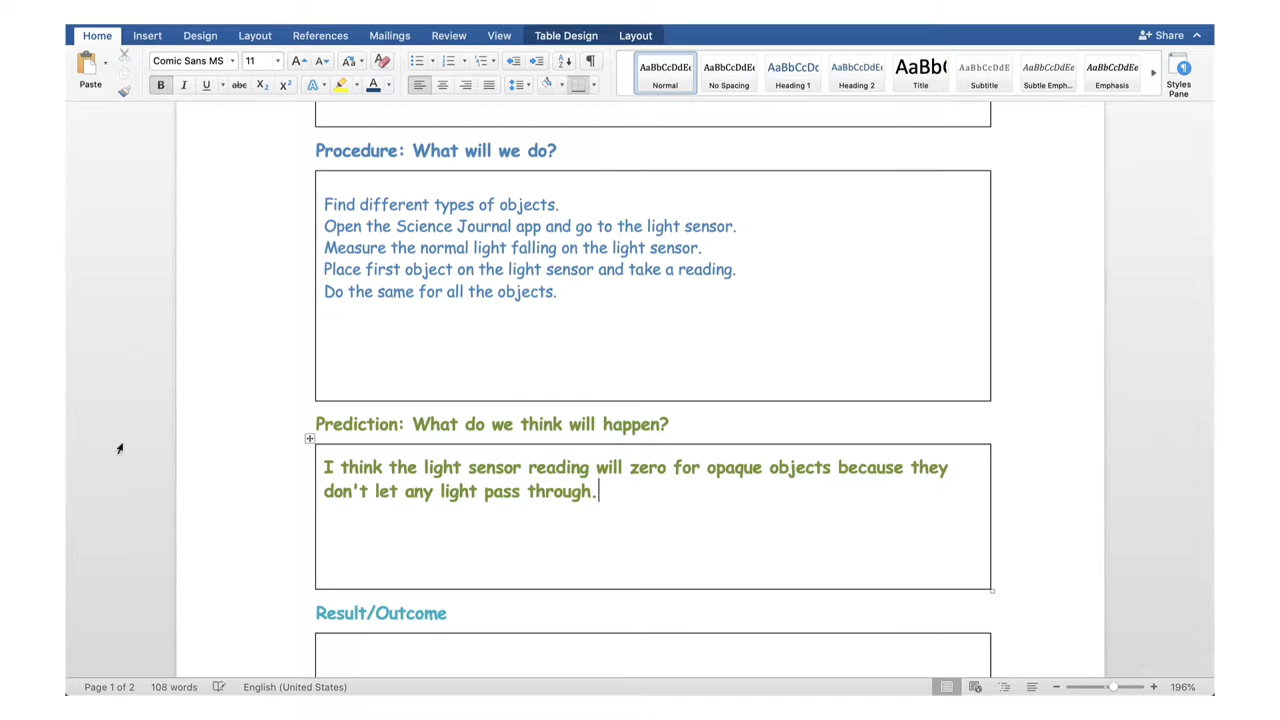 Home Insert Design Layout References Mailings Review View Table Design Layout Share
Comic Sans MS 11
Paste
B I U abc X₂ X² A A
AaBbCcDdEe AaBbCcDdEe AaBbCcDc AaBbCcDdEe AaBb( AaBbCcDdE AaBbCcDdEe AaBbCcDdEe
Normal No Spacing Heading 1 Heading 2 Title Subtitle Subtle Emph... Emphasis
Styles
Pane
Procedure: What will we do?
Find different types of objects.
Open the Science Journal app and go to the light sensor.
Measure the normal light falling on the light sensor.
Place first object on the light sensor and take a reading.
Do the same for all the objects.
Prediction: What do we think will happen?
I think the light sensor reading will zero for opaque objects because they
don't let any light pass through.
Result/Outcome
Page 1 of 2 108 words English (United States) 196%